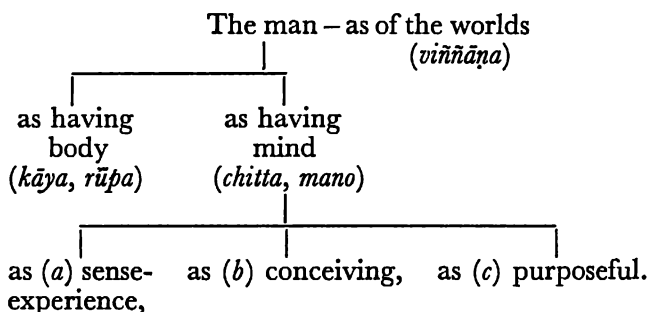 The man – as of the worlds
(viññāṇa)
as having body (kāya, rūpa)
as having mind (chitta, mano)
as (a) sense-experience,
as (b) conceiving,
as (c) purposeful.